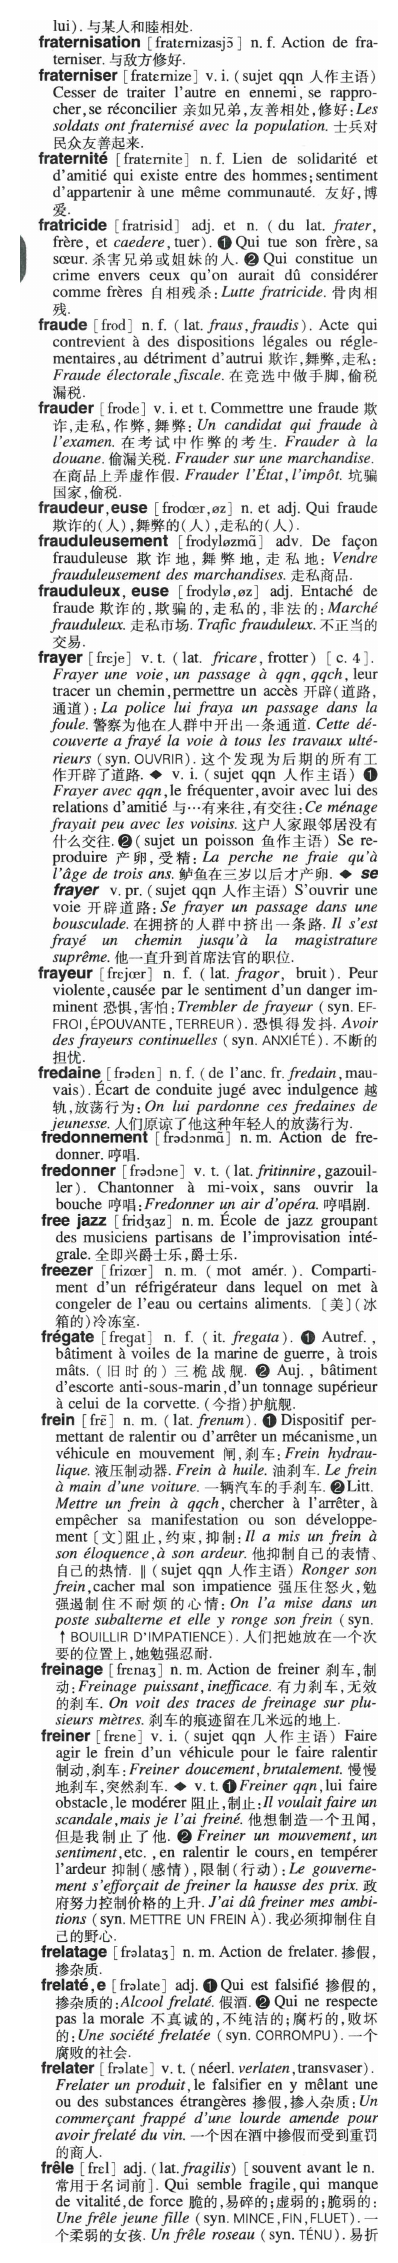 lui). 与某人和睦相处.
fraternisation [fratɛrnizasjɔ̃] n. f. Action de fra-
terniser. 与敌方修好.
fraterniser [fratɛrnize] v. i. (sujet qqn 人作主语)
Cesser de traiter l'autre en ennemi, se rappro-
cher, se réconcilier 亲如兄弟,友善相处,修好: Les
soldats ont fraternisé avec la population. 士兵对
民众友善起来.
fraternité [fratɛrnite] n. f. Lien de solidarité et
d'amitié qui existe entre des hommes; sentiment
d'appartenir à une même communauté. 友好,博
爱.
fratricide [fratrisid] adj. et n. ( du lat. frater,
frère, et caedere, tuer). ❶ Qui tue son frère, sa
sœur. 杀害兄弟或姐妹的人. ❷ Qui constitue un
crime envers ceux qu'on aurait dû considérer
comme frères 自相残杀: Lutte fratricide. 骨肉相
残.
fraude [frod] n. f. ( lat. fraus, fraudis). Acte qui
contrevient à des dispositions légales ou régle-
mentaires, au détriment d'autrui 欺诈,舞弊,走私:
Fraude électorale, fiscale. 在竞选中做手脚,偷税
漏税.
frauder [frode] v. i. et t. Commettre une fraude 欺
诈,走私,作弊,舞弊: Un candidat qui fraude à
l'examen. 在考试中作弊的考生. Frauder à la
douane. 偷漏关税. Frauder sur une marchandise.
在商品上弄虚作假. Frauder l'État, l'impôt. 坑骗
国家,偷税.
fraudeur, euse [frodœr, øz] n. et adj. Qui fraude
欺诈的(人),舞弊的(人),走私的(人).
frauduleusement [frodyløzmɑ̃] adv. De façon
frauduleuse 欺诈地,舞弊地,走私地: Vendre
frauduleusement des marchandises. 走私商品.
frauduleux, euse [frodylø, øz] adj. Entaché de
fraude 欺诈的,欺骗的,走私的,非法的: Marché
frauduleux. 走私市场. Trafic frauduleux. 不正当的
交易.
frayer [frɛje] v. t. ( lat. fricare, frotter) [c. 4].
Frayer une voie, un passage à qqn, qqch, leur
tracer un chemin, permettre un accès 开辟(道路,
通道): La police lui fraya un passage dans la
foule. 警察为他在人群中开出一条通道. Cette dé-
couverte a frayé la voie à tous les travaux ulté-
rieurs (syn. OUVRIR). 这个发现为后期的所有工
作开辟了道路. ◆ v. i. (sujet qqn 人作主语) ❶
Frayer avec qqn, le fréquenter, avoir avec lui des
relations d'amitié 与…有来往,有交往: Ce ménage
frayait peu avec les voisins. 这户人家跟邻居没有
什么交往. ❷ (sujet un poisson 鱼作主语) Se re-
produire 产卵,受精: La perche ne fraie qu'à
l'âge de trois ans. 鲈鱼在三岁以后才产卵. ◆ se
frayer v. pr. (sujet qqn 人作主语) S'ouvrir une
voie 开辟道路: Se frayer un passage dans une
bousculade. 在拥挤的人群中挤出一条路. Il s'est
frayé un chemin jusqu'à la magistrature
suprême. 他一直升到首席法官的职位.
frayeur [frɛjœr] n. f. ( lat. fragor, bruit). Peur
violente, causée par le sentiment d'un danger im-
minent 恐惧,害怕: Trembler de frayeur (syn. EF-
FROI, ÉPOUVANTE, TERREUR). 恐惧得发抖. Avoir
des frayeurs continuelles (syn. ANXIÉTÉ). 不断的
担忧.
fredaine [frədɛn] n. f. ( de l'anc. fr. fredain, mau-
vais). Écart de conduite jugé avec indulgence 越
轨,放荡行为: On lui pardonne ces fredaines de
jeunesse. 人们原谅了他这种年轻人的放荡行为.
fredonnement [frədɔnmɑ̃] n. m. Action de fre-
donner. 哼唱.
fredonner [frədɔne] v. t. ( lat. fritinnire, gazouil-
ler). Chantonner à mi-voix, sans ouvrir la
bouche 哼唱: Fredonner un air d'opéra. 哼唱剧.
free jazz [fridʒaz] n. m. École de jazz groupant
des musiciens partisans de l'improvisation inté-
grale. 全即兴爵士乐,爵士乐.
freezer [frizœr] n. m. ( mot amér. ). Comparti-
ment d'un réfrigérateur dans lequel on met à
congeler de l'eau ou certains aliments. 〔美〕(冰
箱的)冷冻室.
frégate [fregat] n. f. ( it. fregata). ❶ Autref. ,
bâtiment à voiles de la marine de guerre, à trois
mâts. (旧时的)三桅战舰. ❷ Auj. , bâtiment
d'escorte anti-sous-marin, d'un tonnage supérieur
à celui de la corvette. (今指)护航舰.
frein [frɛ̃] n. m. (lat. frenum). ❶ Dispositif per-
mettant de ralentir ou d'arrêter un mécanisme, un
véhicule en mouvement 闸,刹车: Frein hydrau-
lique. 液压制动器. Frein à huile. 油刹车. Le frein
à main d'une voiture. 一辆汽车的手刹车. ❷ Litt.
Mettre un frein à qqch, chercher à l'arrêter, à
empêcher sa manifestation ou son développe-
ment〔文〕阻止,约束,抑制: Il a mis un frein à
son éloquence, à son ardeur. 他抑制自己的表情、
自己的热情. ‖ (sujet qqn 人作主语) Ronger son
frein, cacher mal son impatience 强压住怒火,勉
强遏制住不耐烦的心情: On l'a mise dans un
poste subalterne et elle y ronge son frein (syn.
↑ BOUILLIR D'IMPATIENCE). 人们把她放在一个次
要的位置上,她勉强忍耐.
freinage [frɛnaʒ] n. m. Action de freiner 刹车,制
动: Freinage puissant, inefficace. 有力刹车,无效
的刹车. On voit des traces de freinage sur plu-
sieurs mètres. 刹车的痕迹留在几米远的地上.
freiner [frɛne] v. i. (sujet qqn 人作主语) Faire
agir le frein d'un véhicule pour le faire ralentir
制动,刹车: Freiner doucement, brutalement. 慢慢
地刹车,突然刹车. ◆ v. t. ❶ Freiner qqn, lui faire
obstacle, le modérer 阻止,制止: Il voulait faire un
scandale, mais je l'ai freiné. 他想制造一个丑闻,
但是我制止了他. ❷ Freiner un mouvement, un
sentiment, etc. , en ralentir le cours, en tempérer
l'ardeur 抑制(感情),限制(行动): Le gouverne-
ment s'efforçait de freiner la hausse des prix. 政
府努力控制价格的上升. J'ai dû freiner mes ambi-
tions (syn. METTRE UN FREIN À). 我必须抑制住自
己的野心.
frelatage [frəlataʒ] n. m. Action de frelater. 掺假,
掺杂质.
frelaté, e [frəlate] adj. ❶ Qui est falsifié 掺假的,
掺杂质的: Alcool frelaté. 假酒. ❷ Qui ne respecte
pas la morale 不真诚的,不纯洁的;腐朽的,败坏
的: Une société frelatée (syn. CORROMPU). 一个
腐败的社会.
frelater [frəlate] v. t. (néerl. verlaten, transvaser).
Frelater un produit, le falsifier en y mêlant une
ou des substances étrangères 掺假,掺入杂质: Un
commerçant frappé d'une lourde amende pour
avoir frelaté du vin. 一个因在酒中掺假而受到重罚
的商人.
frêle [frɛl] adj. (lat. fragilis) [souvent avant le n.
常用于名词前]. Qui semble fragile, qui manque
de vitalité, de force 脆的,易碎的;虚弱的;脆弱的:
Une frêle jeune fille (syn. MINCE, FIN, FLUET). 一
个柔弱的女孩. Un frêle roseau (syn. TÉNU). 易折